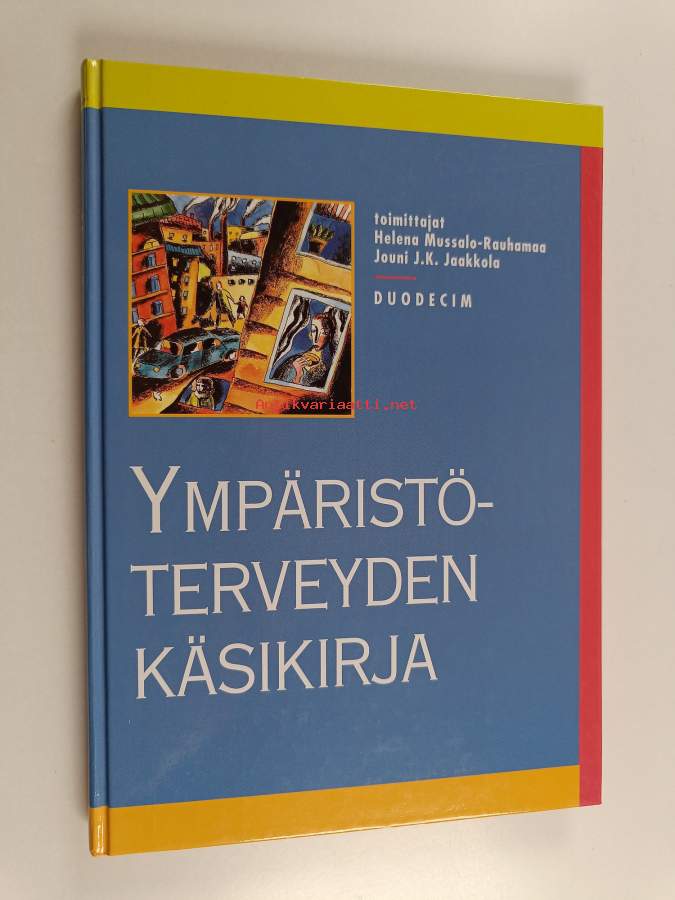 toimittajat
Helena Mussalo-Rauhamaa
Jouni J.K. Jaakkola
DUODECIM
Antikvariaatti.net
YMPÄRISTÖ-
TERVEYDEN
KÄSIKIRJA